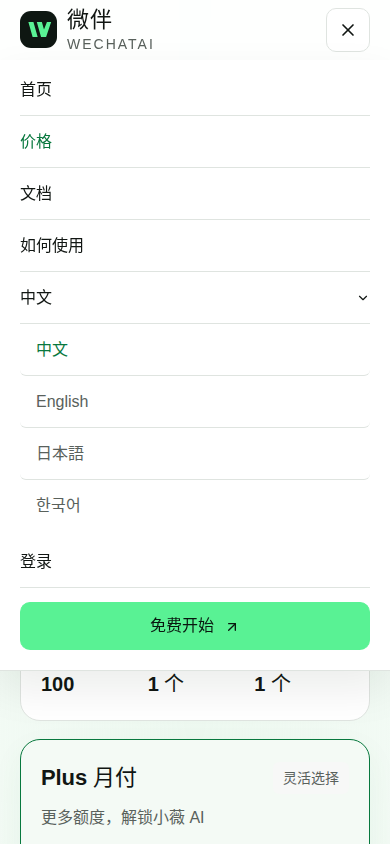 微伴
WECHATAI
首页
价格
文档
如何使用
中文
中文
English
日本語
한국어
登录
免费开始
100 1 个 1 个
Plus 月付 灵活选择
更多额度，解锁小薇 AI